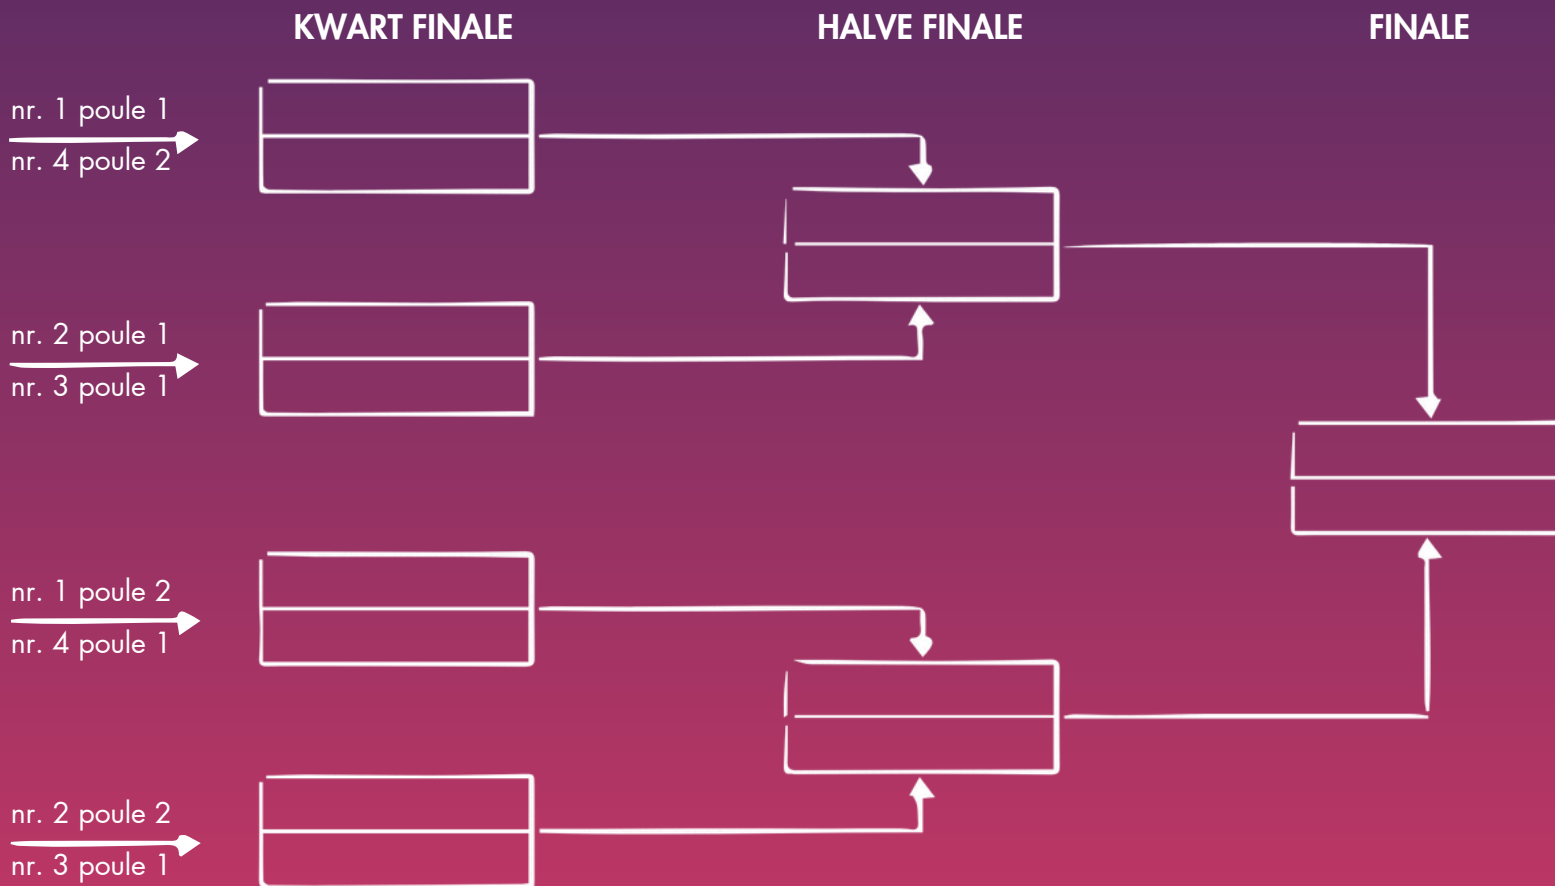 KWART FINALE
HALVE FINALE
FINALE
nr. 1 poule 1
nr. 4 poule 2
nr. 2 poule 1
nr. 3 poule 1
nr. 1 poule 2
nr. 4 poule 1
nr. 2 poule 2
nr. 3 poule 1